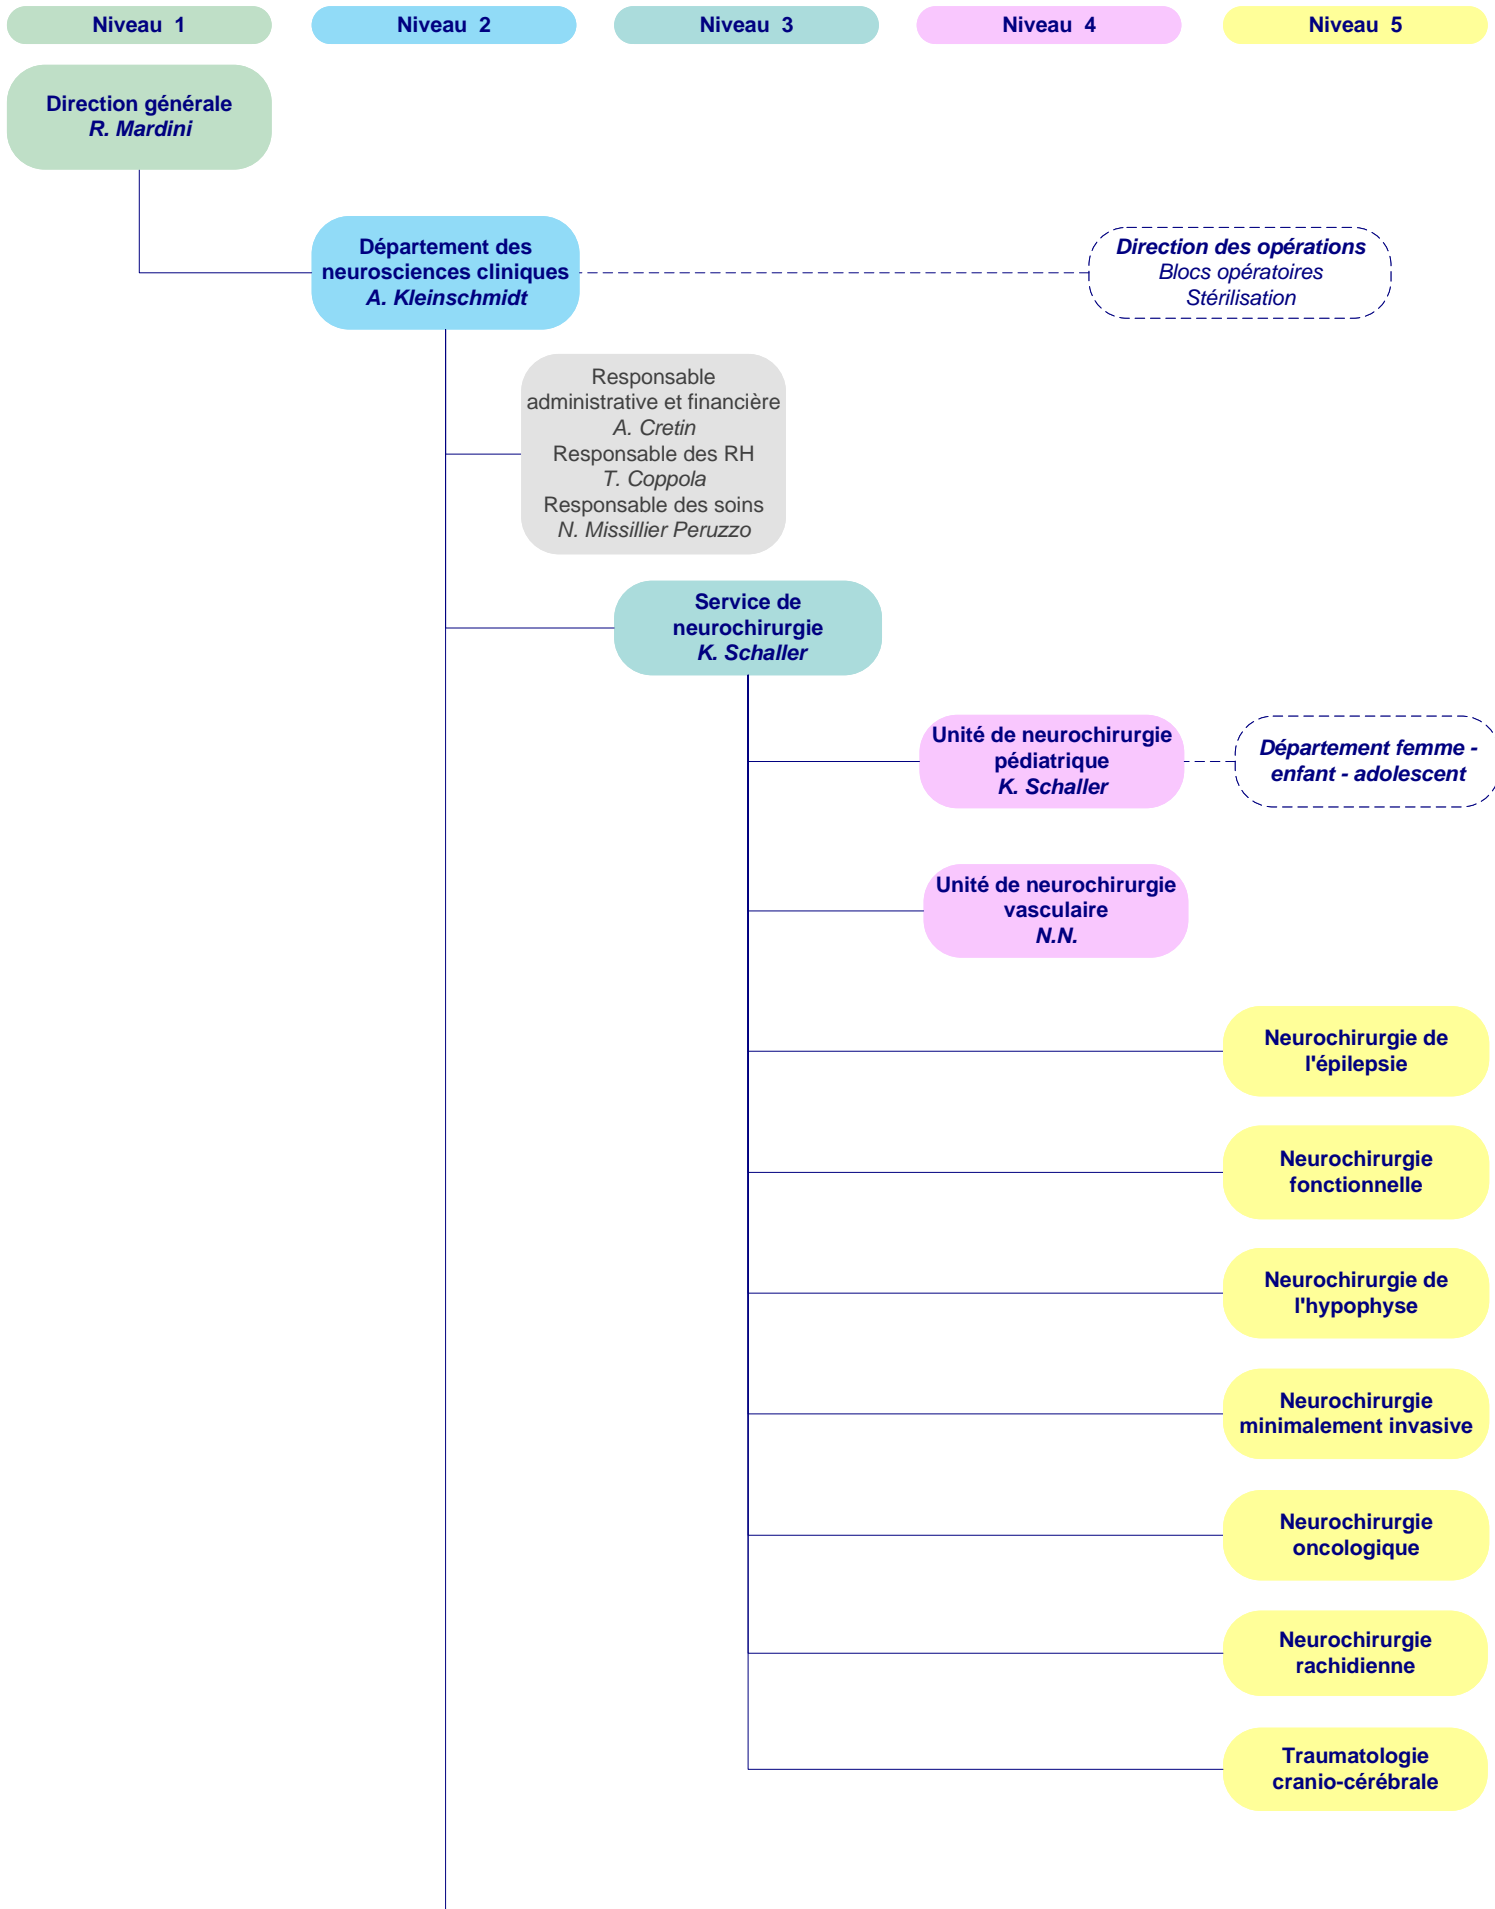 Niveau 1
Niveau 2
Niveau 3
Niveau 4
Niveau 5
Direction générale
R. Mardini
Département des
neurosciences cliniques
A. Kleinschmidt
Direction des opérations
Blocs opératoires
Stérilisation
Responsable
administrative et financière
A. Cretin
Responsable des RH
T. Coppola
Responsable des soins
N. Missillier Peruzzo
Service de
neurochirurgie
K. Schaller
Unité de neurochirurgie
pédiatrique
K. Schaller
Département femme -
enfant - adolescent
Unité de neurochirurgie
vasculaire
N.N.
Neurochirurgie de
l'épilepsie
Neurochirurgie
fonctionnelle
Neurochirurgie de
l'hypophyse
Neurochirurgie
minimalement invasive
Neurochirurgie
oncologique
Neurochirurgie
rachidienne
Traumatologie
cranio-cérébrale